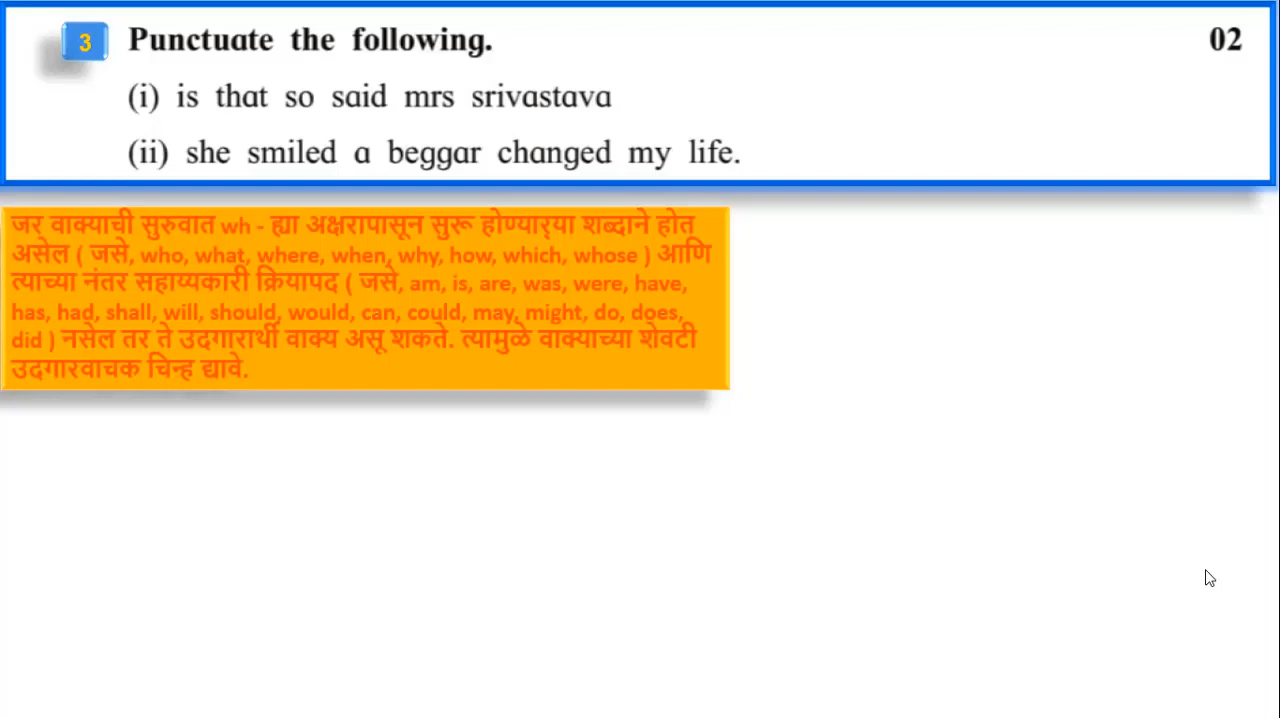 3 Punctuate the following. 02
(i) is that so said mrs srivastava
(ii) she smiled a beggar changed my life.
जर वाक्याची सुरुवात wh - ह्या अक्षरापासून सुरू होण्यार्‍या शब्दाने होत
असेल ( जसे, who, what, where, when, why, how, which, whose ) आणि
त्याच्या नंतर सहाय्यकारी क्रियापद ( जसे, am, is, are, was, were, have,
has, had, shall, will, should, would, can, could, may, might, do, does,
did ) नसेल तर ते उदगारार्थी वाक्य असू शकते. त्यामुळे वाक्याच्या शेवटी
उदगारवाचक चिन्ह द्यावे.